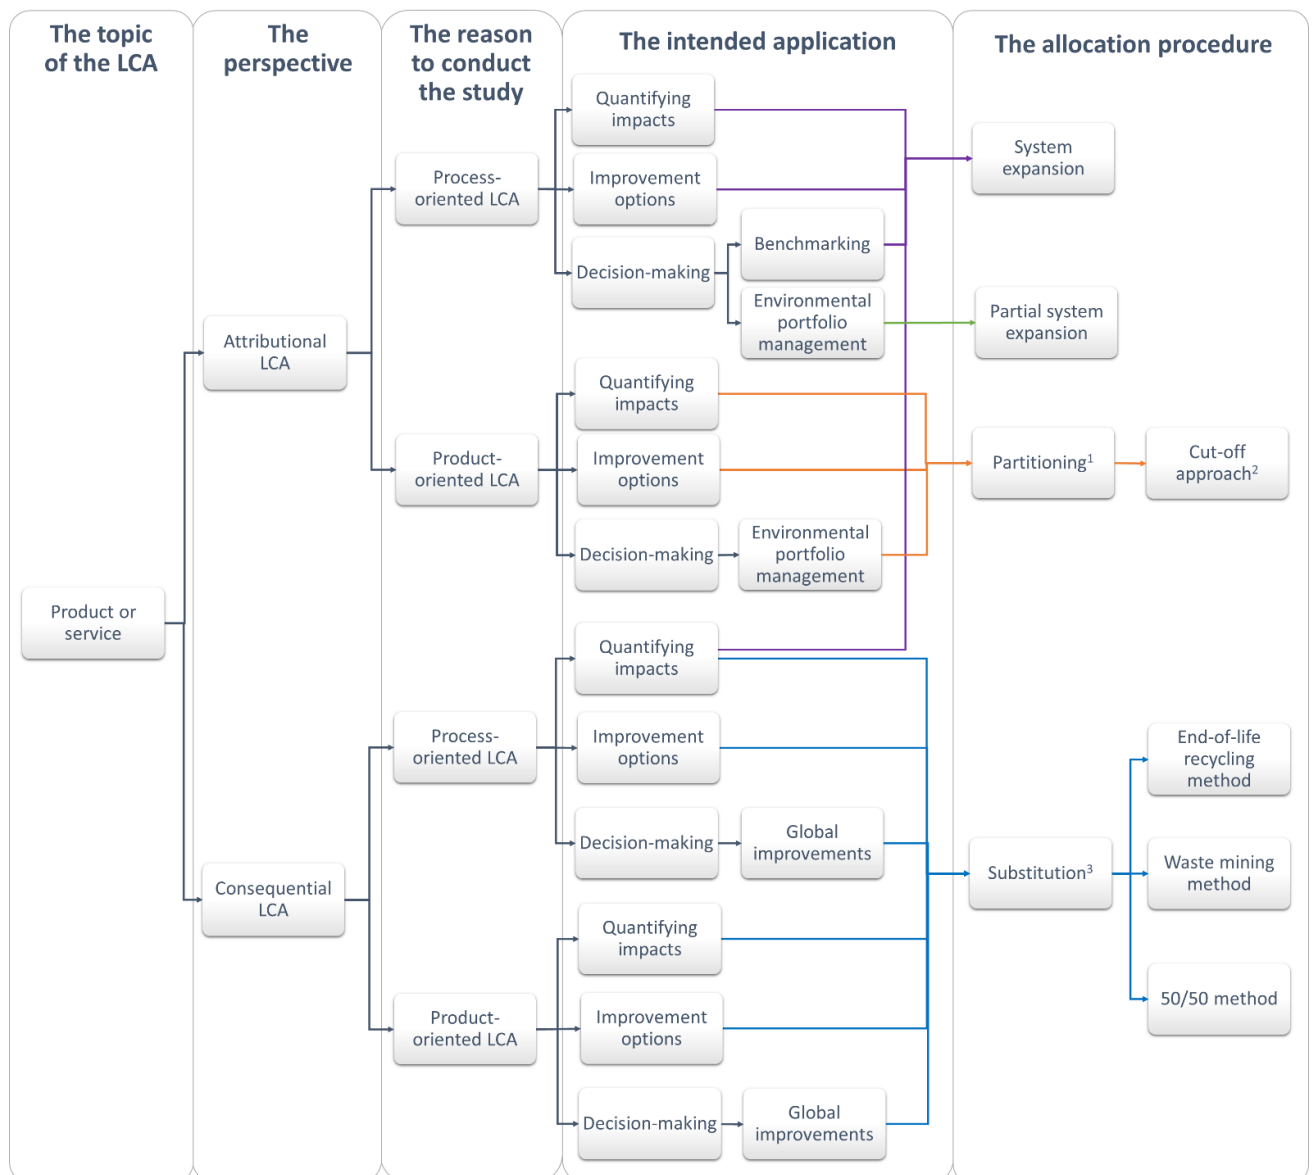 The topic
of the LCA
The
perspective
The reason
to conduct
the study
The intended application
The allocation procedure
Product or
service
Attributional
LCA
Consequential
LCA
Process-
oriented LCA
Product-
oriented LCA
Process-
oriented LCA
Product-
oriented LCA
Quantifying
impacts
Improvement
options
Decision-making
Benchmarking
Environmental
portfolio
management
Quantifying
impacts
Improvement
options
Decision-making
Environmental
portfolio
management
Quantifying
impacts
Improvement
options
Decision-making
Global
improvements
Quantifying
impacts
Improvement
options
Decision-making
Global
improvements
System
expansion
Partial system
expansion
Partitioning¹
Cut-off
approach²
Substitution³
End-of-life
recycling
method
Waste mining
method
50/50 method